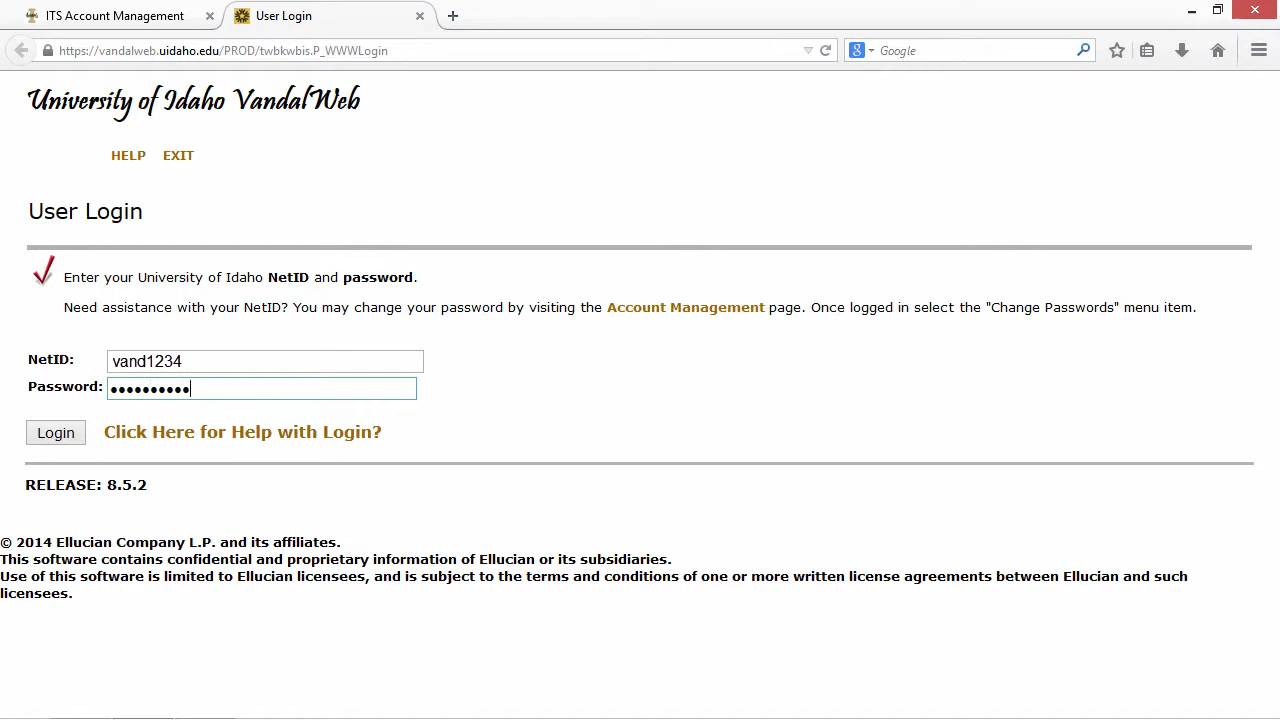 ITS Account Management
User Login
https://vandalweb.uidaho.edu/PROD/twbkwbis.P_WWWLogin
Google
University of Idaho VandalWeb
HELP EXIT
User Login
Enter your University of Idaho NetID and password.
Need assistance with your NetID? You may change your password by visiting the Account Management page. Once logged in select the "Change Passwords" menu item.
NetID: vand1234
Password: ••••••••••
Login Click Here for Help with Login?
RELEASE: 8.5.2
© 2014 Ellucian Company L.P. and its affiliates.
This software contains confidential and proprietary information of Ellucian or its subsidiaries.
Use of this software is limited to Ellucian licensees, and is subject to the terms and conditions of one or more written license agreements between Ellucian and such
licensees.